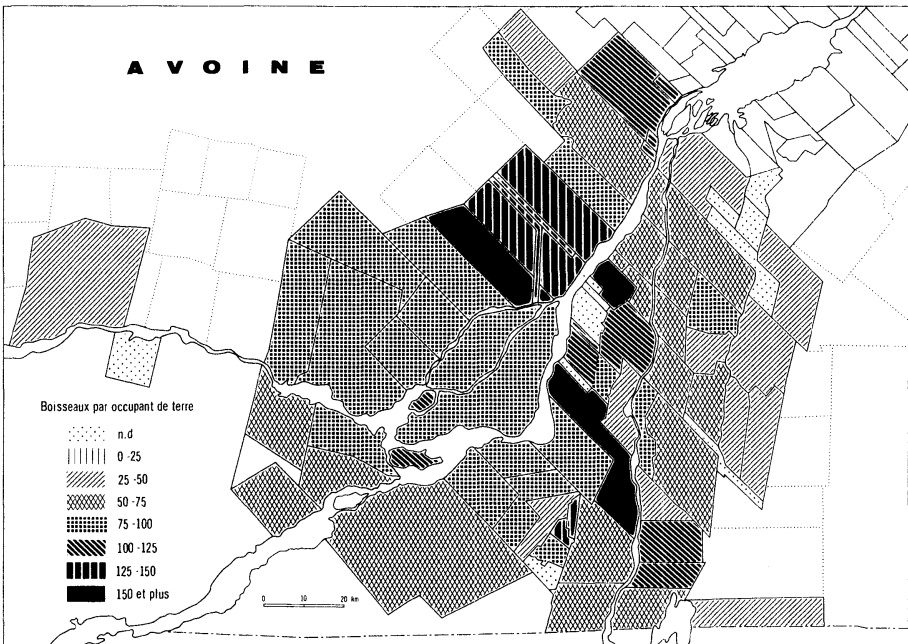 AVOINE
Boisseaux par occupant de terre
n.d
0-25
25-50
50-75
75-100
100-125
125-150
150 et plus
0 10 20 km